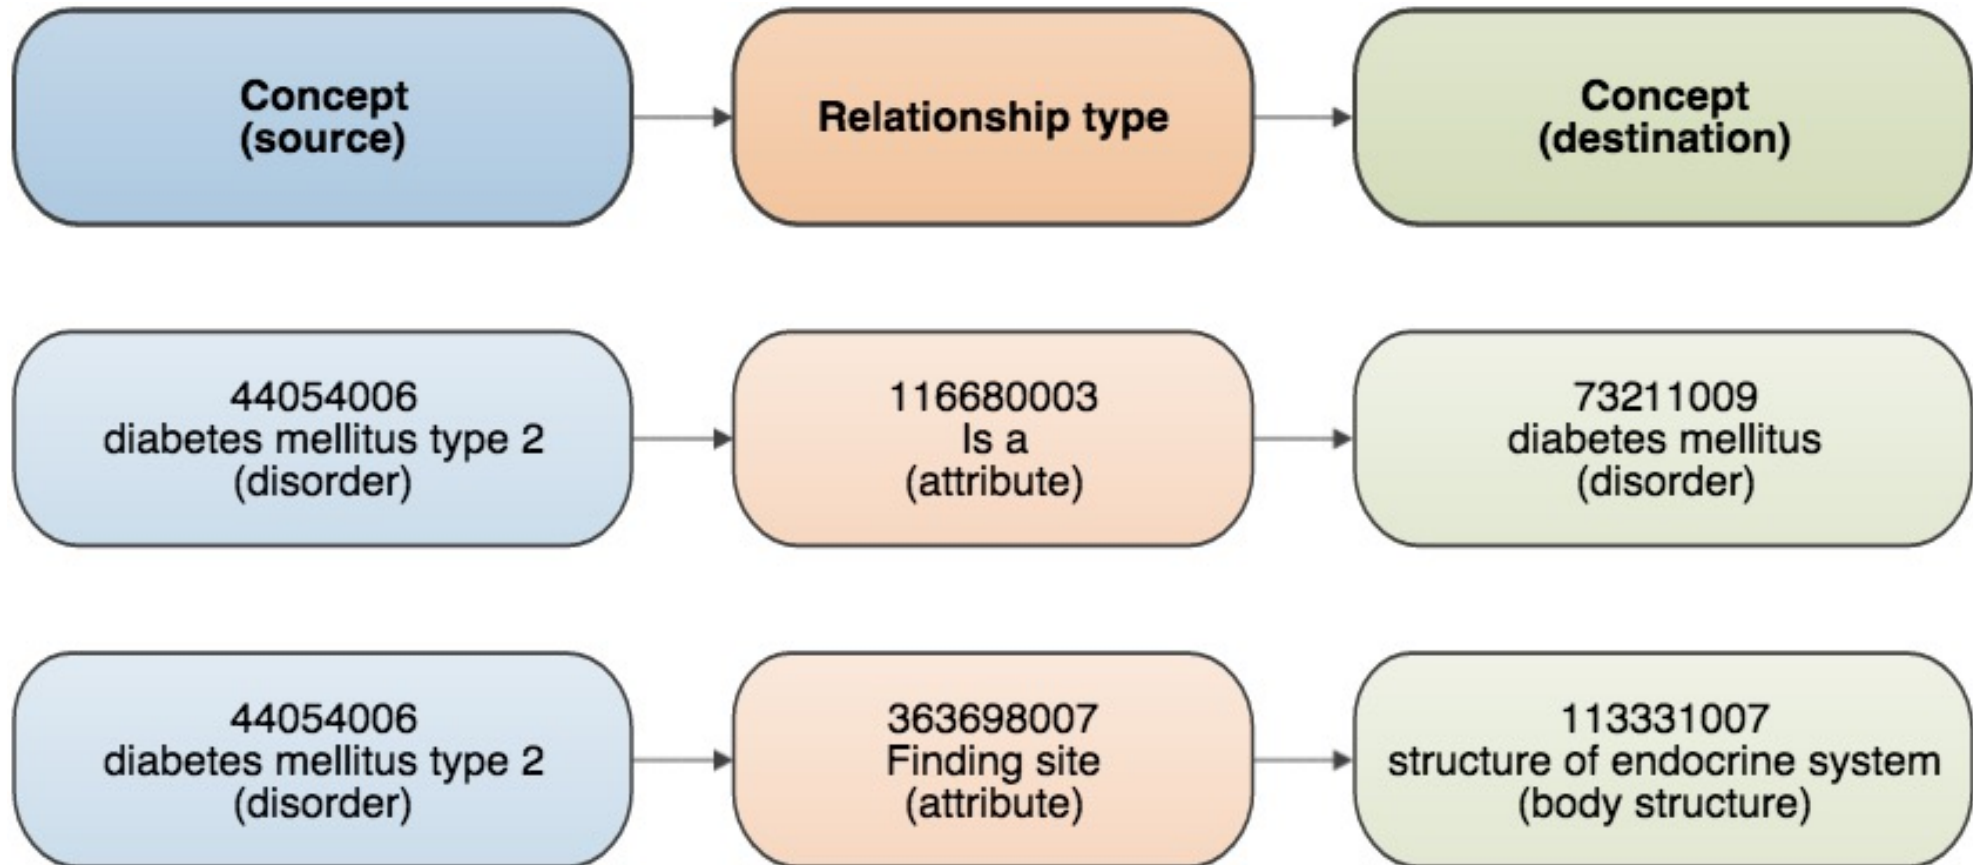 Concept
(source)
Relationship type
Concept
(destination)
44054006
diabetes mellitus type 2
(disorder)
116680003
Is a
(attribute)
73211009
diabetes mellitus
(disorder)
44054006
diabetes mellitus type 2
(disorder)
363698007
Finding site
(attribute)
113331007
structure of endocrine system
(body structure)